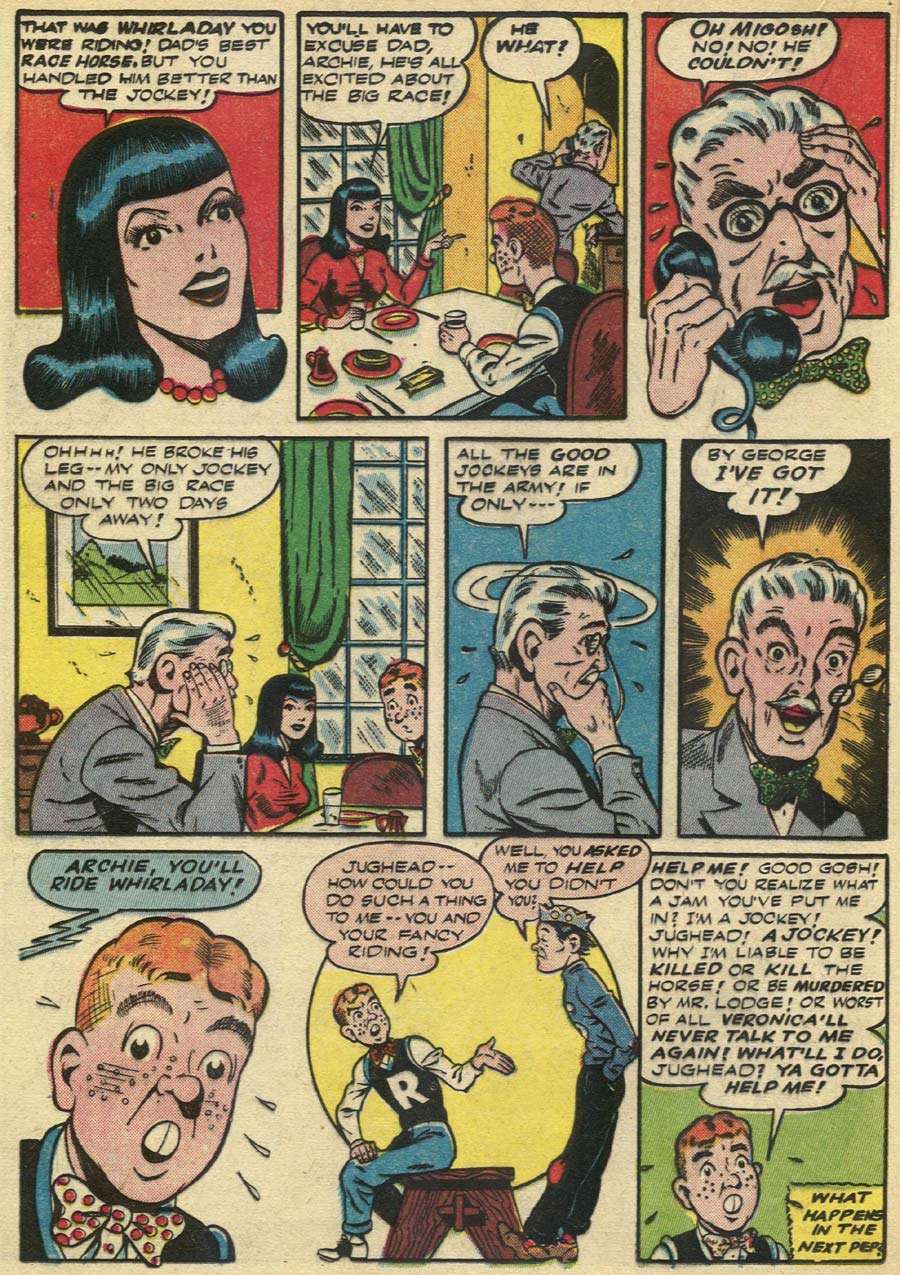 THAT WAS WHIRLADAY YOU
WERE RIDING! DAD'S BEST
RACE HORSE. BUT YOU
HANDLED HIM BETTER THAN
THE JOCKEY!
YOU'LL HAVE TO
EXCUSE DAD,
ARCHIE, HE'S ALL
EXCITED ABOUT
THE BIG RACE!
HE
WHAT?
OH MIGOSH!
NO! NO! HE
COULDN'T!
OHHHH! HE BROKE HIS
LEG-- MY ONLY JOCKEY
AND THE BIG RACE
ONLY TWO DAYS
AWAY!
ALL THE GOOD
JOCKEYS ARE IN
THE ARMY! IF
ONLY---
BY GEORGE
I'VE GOT
IT!
ARCHIE, YOU'LL
RIDE WHIRLADAY!
JUGHEAD--
HOW COULD YOU
DO SUCH A THING
TO ME--YOU AND
YOUR FANCY
RIDING!
WELL, YOU ASKED
ME TO HELP
YOU DIDN'T
YOU?
R
HELP ME! GOOD GOSH!
DON'T YOU REALIZE WHAT
A JAM YOU'VE PUT ME
IN? I'M A JOCKEY!
JUGHEAD! A JOCKEY!
WHY I'M LIABLE TO BE
KILLED OR KILL THE
HORSE! OR BE MURDERED
BY MR. LODGE! OR WORST
OF ALL VERONICA'LL
NEVER TALK TO ME
AGAIN! WHAT'LL I DO,
JUGHEAD? YA GOTTA
HELP ME!
WHAT
HAPPENS
IN THE
NEXT PEP